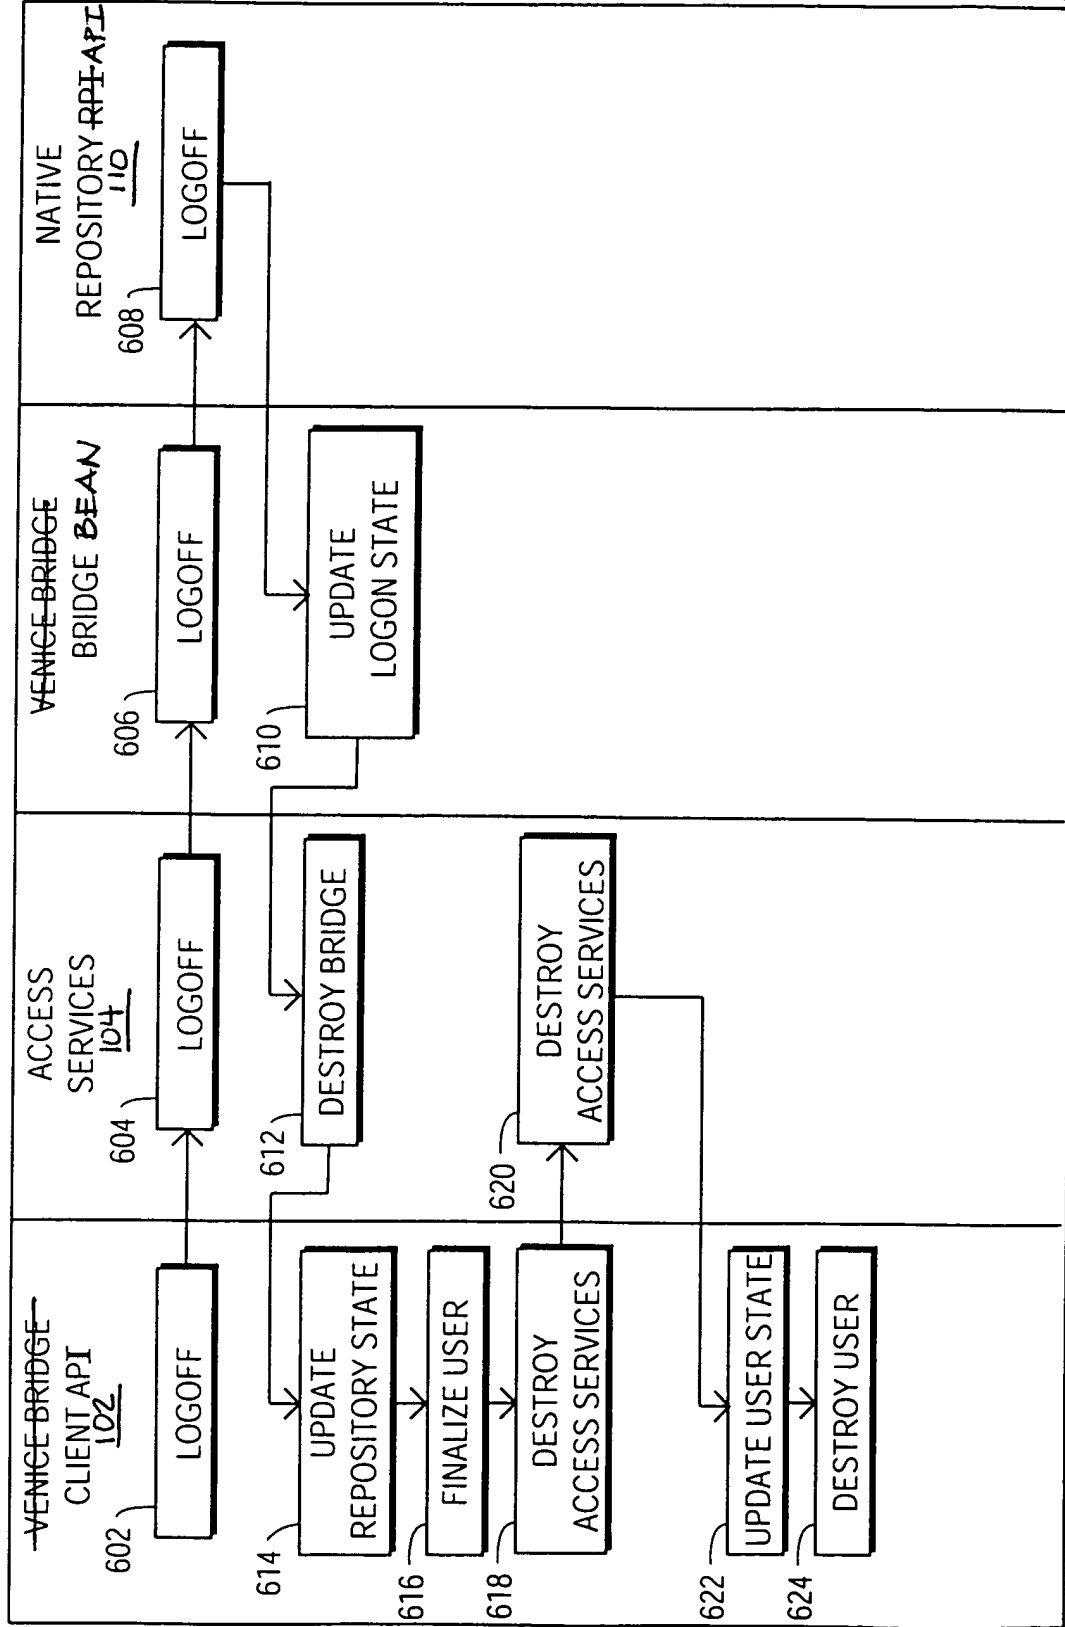 VENICE BRIDGE
CLIENT API
102
ACCESS
SERVICES
104
VENICE BRIDGE
BRIDGE BEAN
NATIVE
REPOSITORY RPI API
110
602
LOGOFF
604
LOGOFF
606
LOGOFF
608
LOGOFF
610
UPDATE
LOGON STATE
612
DESTROY BRIDGE
614
UPDATE
REPOSITORY STATE
616
FINALIZE USER
618
DESTROY
ACCESS SERVICES
620
DESTROY
ACCESS SERVICES
622
UPDATE USER STATE
624
DESTROY USER